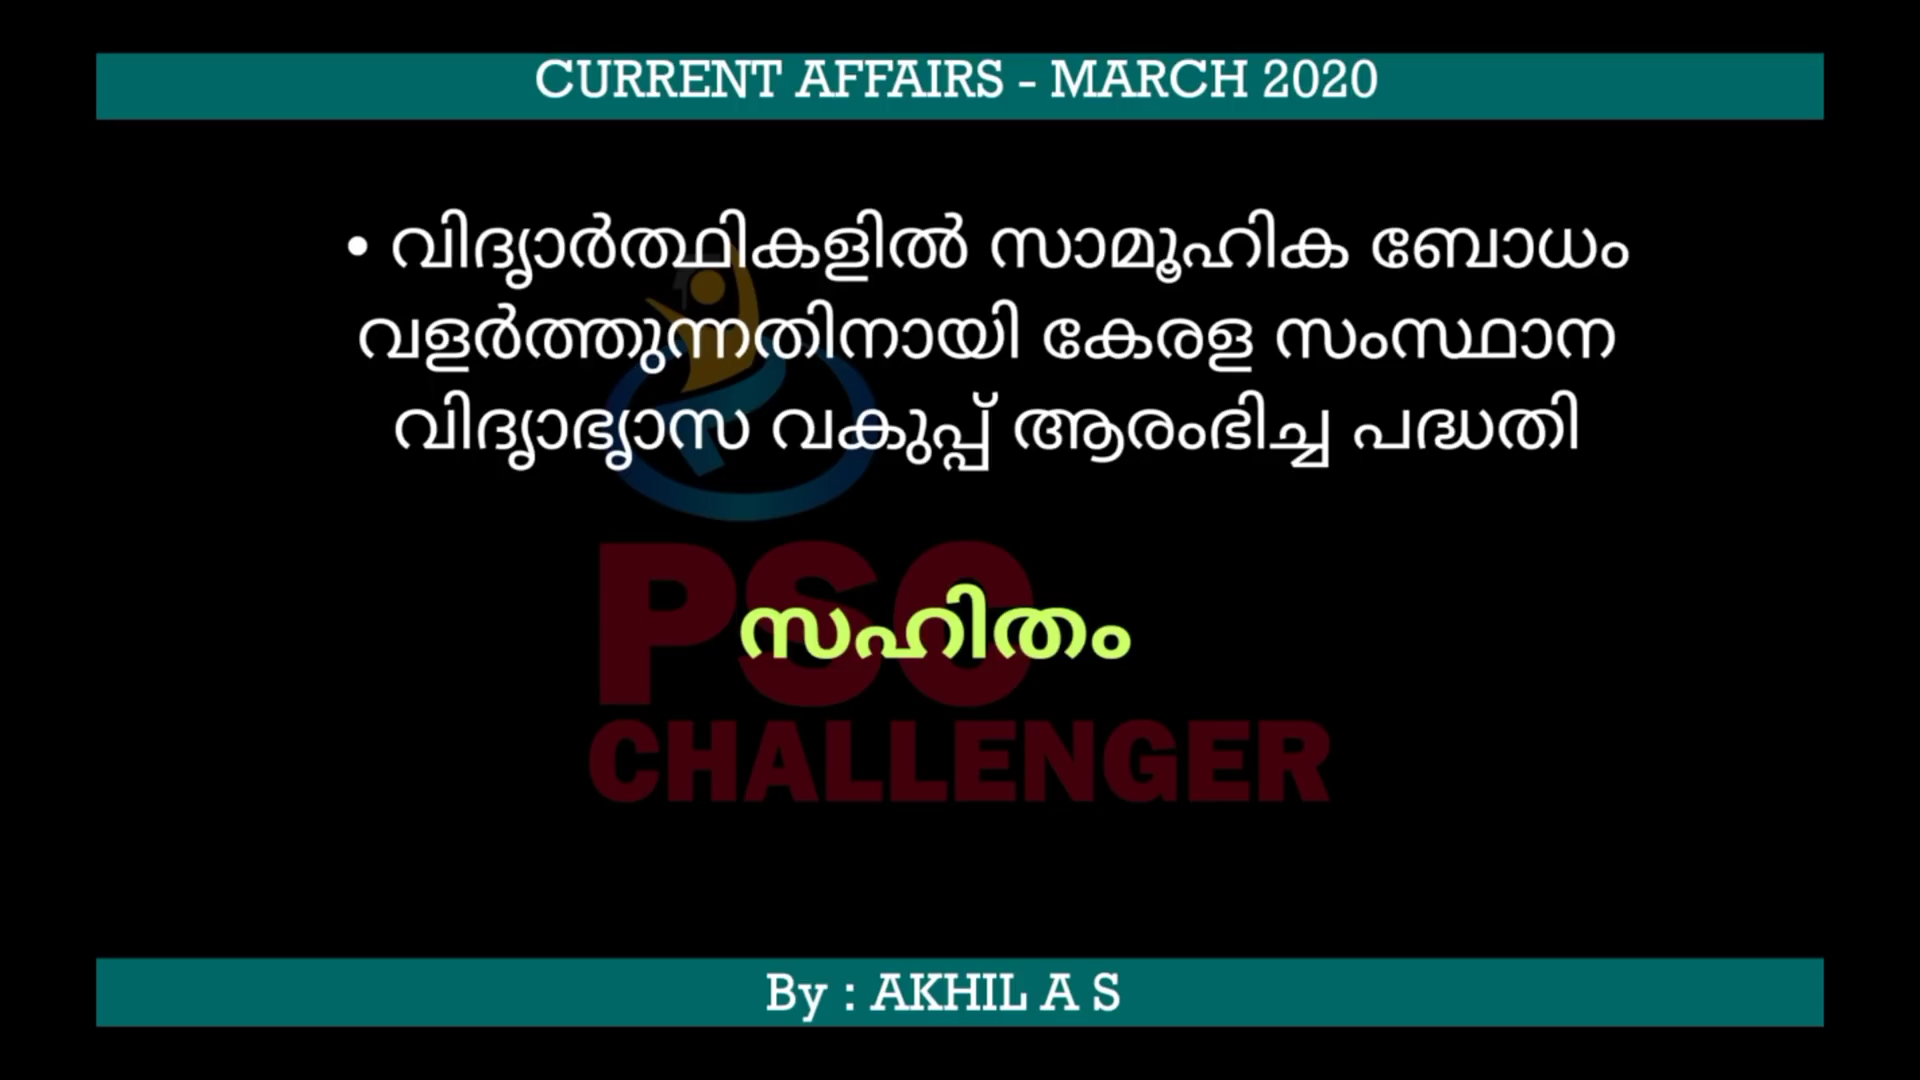 CURRENT AFFAIRS - MARCH 2020
• വിദ്യാർത്ഥികളിൽ സാമൂഹിക ബോധം
വളർത്തുന്നതിനായി കേരള സംസ്ഥാന
വിദ്യാഭ്യാസ വകുപ്പ് ആരംഭിച്ച പദ്ധതി
സഹിതം
PSC
CHALLENGER
By : AKHIL A S